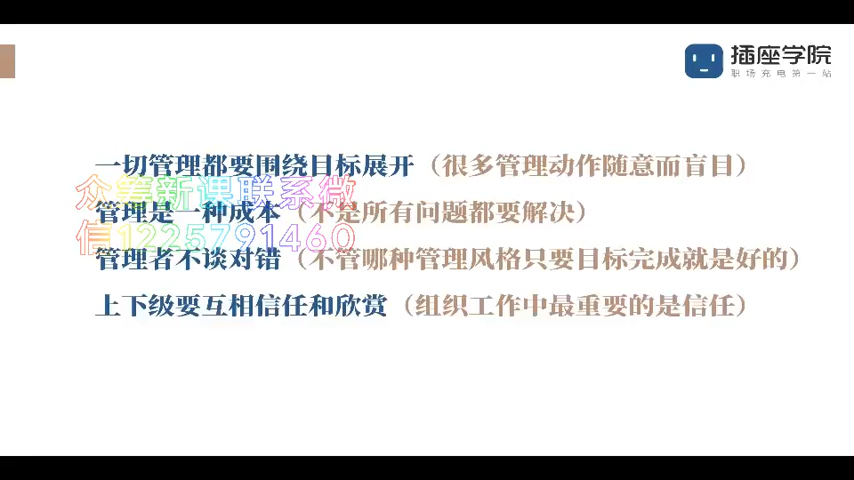 插座学院
职场充电第一站
一切管理都要围绕目标展开（很多管理动作随意而盲目）
众筹新课联系微
管理是一种成本（不是所有问题都要解决）
信1225791460
管理者不谈对错（不管哪种管理风格只要目标完成就是好的）
上下级要互相信任和欣赏（组织工作中最重要的是信任）